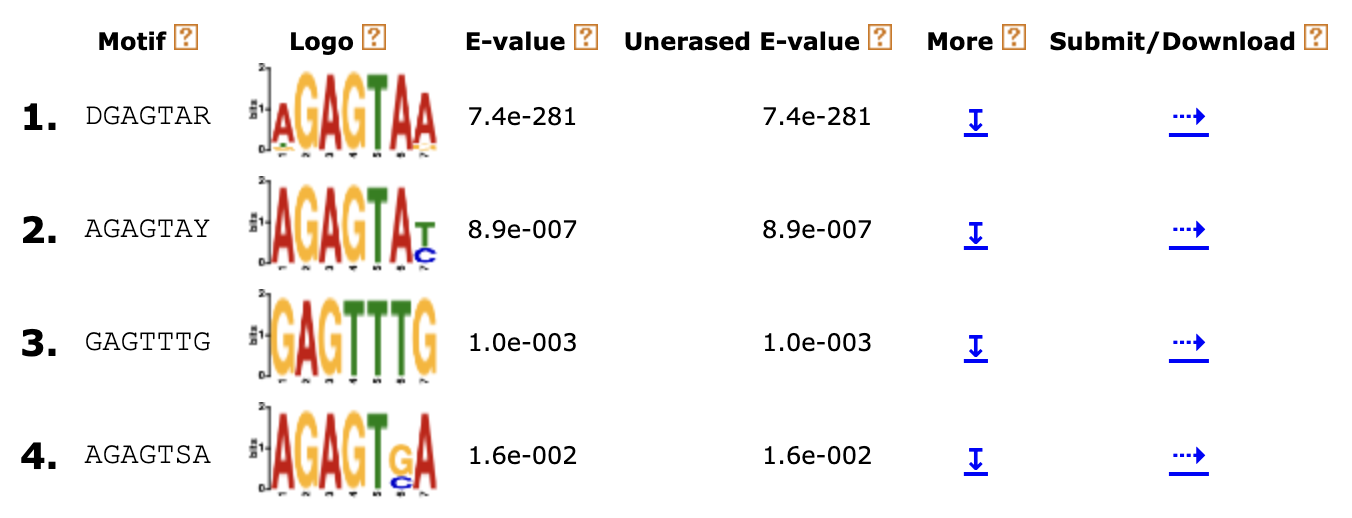 Motif ? Logo ? E-value ? Unerased E-value ? More ? Submit/Download ?
1. DGAGTAR AGAGTAA 7.4e-281 7.4e-281
2. AGAGTAY AGAGTAT C 8.9e-007 8.9e-007
3. GAGTTTG GAGTTTG 1.0e-003 1.0e-003
4. AGAGTSA AGAGTGA C 1.6e-002 1.6e-002